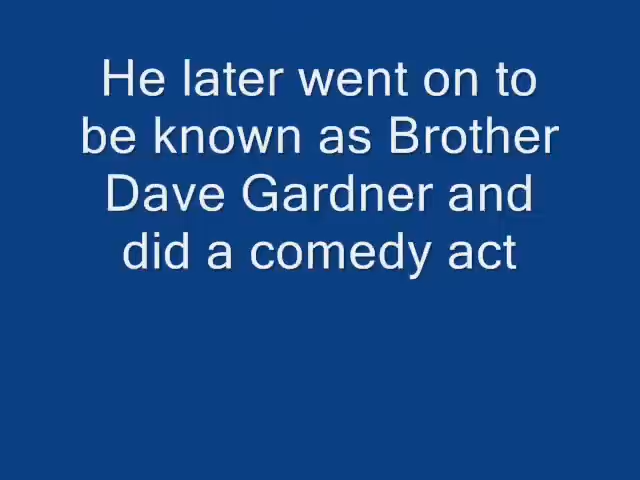 He later went on to
be known as Brother
Dave Gardner and
did a comedy act